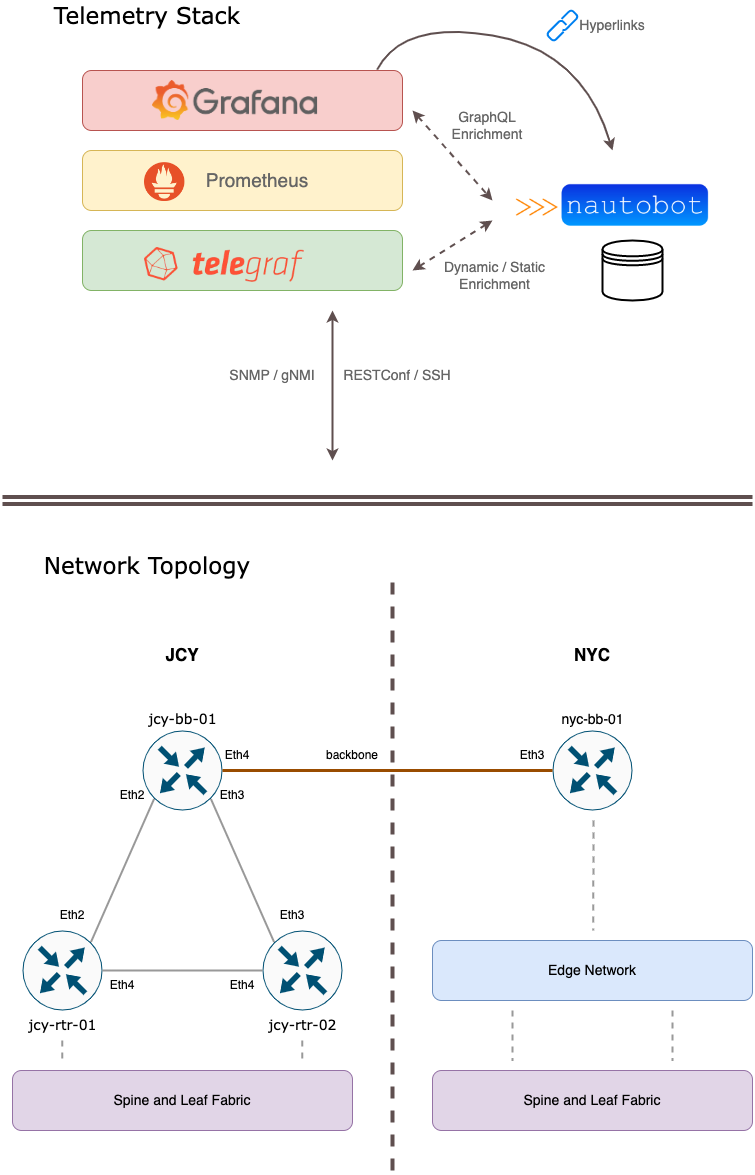 Telemetry Stack
Hyperlinks
Grafana
GraphQL
Enrichment
Prometheus
nautobot
telegraf
Dynamic / Static
Enrichment
SNMP / gNMI
RESTConf / SSH
Network Topology
JCY
NYC
jcy-bb-01
nyc-bb-01
Eth4
backbone
Eth3
Eth2
Eth3
Eth2
Eth3
Eth4
Eth4
Edge Network
jcy-rtr-01
jcy-rtr-02
Spine and Leaf Fabric
Spine and Leaf Fabric